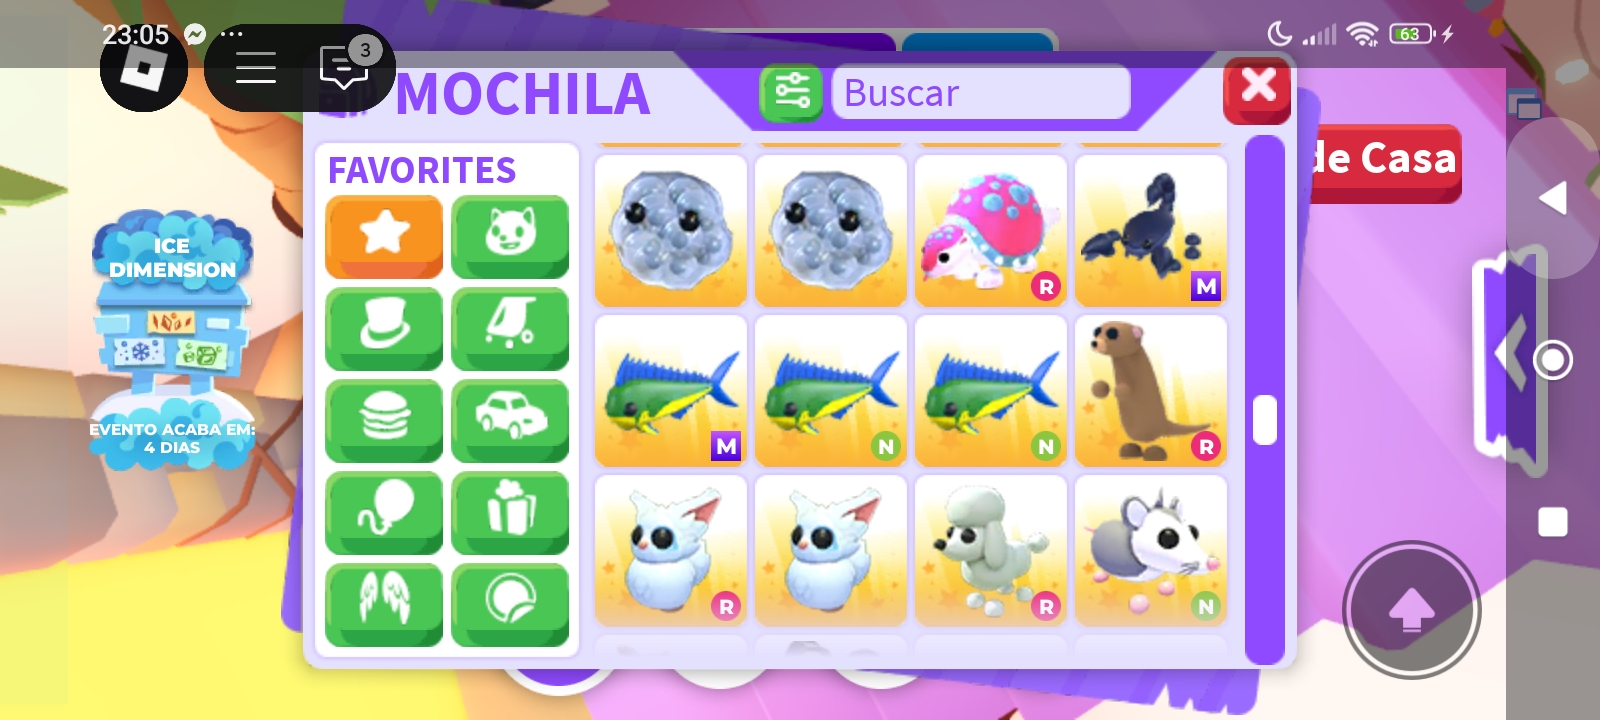 23:05
63
3
MOCHILA
Buscar
FAVORITES
de Casa
ICE
DIMENSION
EVENTO ACABA EM:
4 DIAS
R
M
M
N
N
R
R
R
N